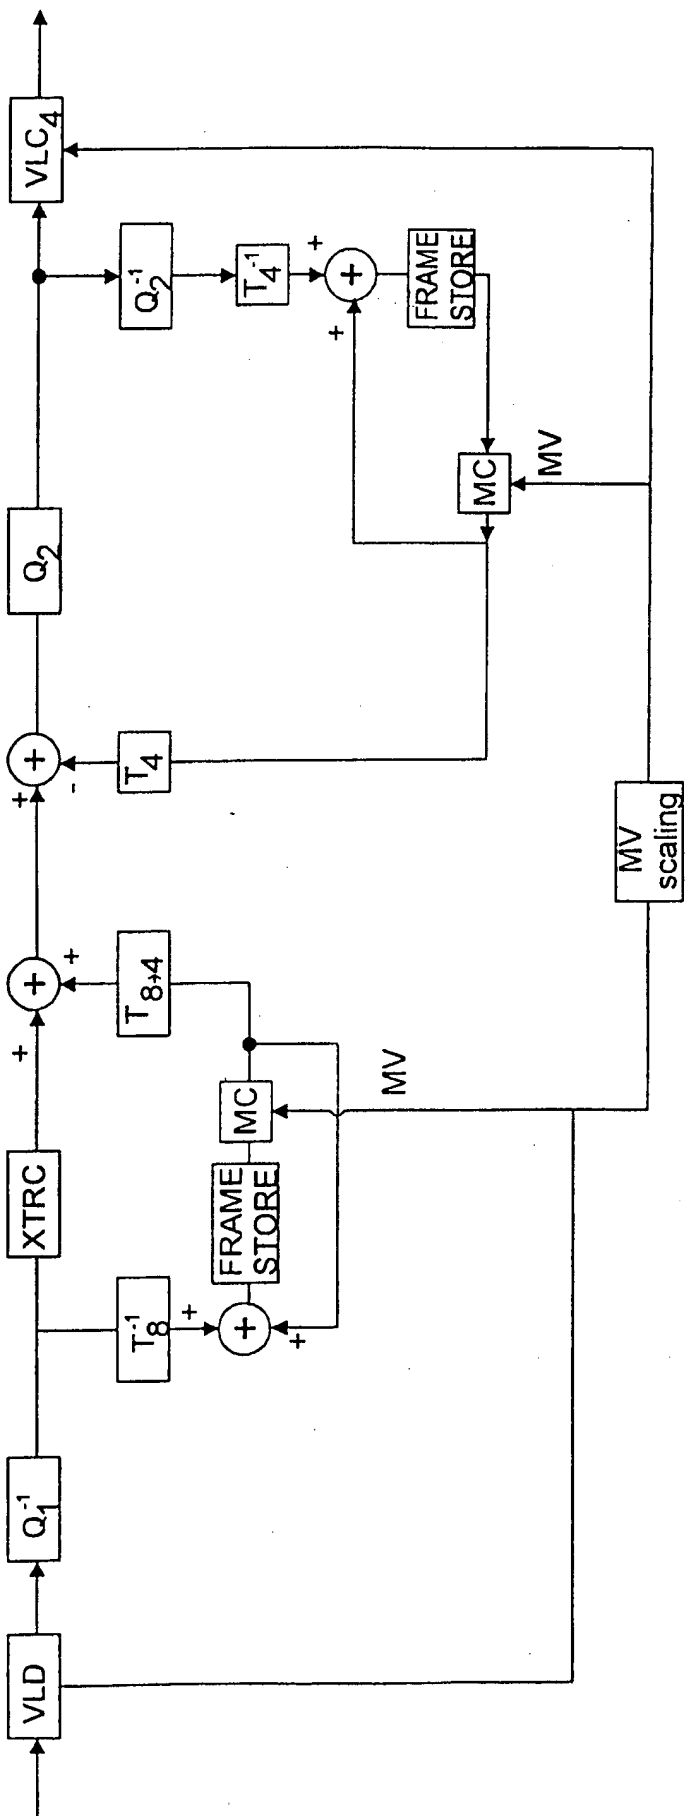 VLD
Q₁⁻¹
XTRC
+
+
+
+
-
+
Q₂
VLC₄
T₈⁻¹
+
+
+
FRAME
STORE
MC
T₈→₄
T₄
Q₂⁻¹
T₄⁻¹
+
+
+
FRAME
STORE
MC
MV
MV
MV
scaling